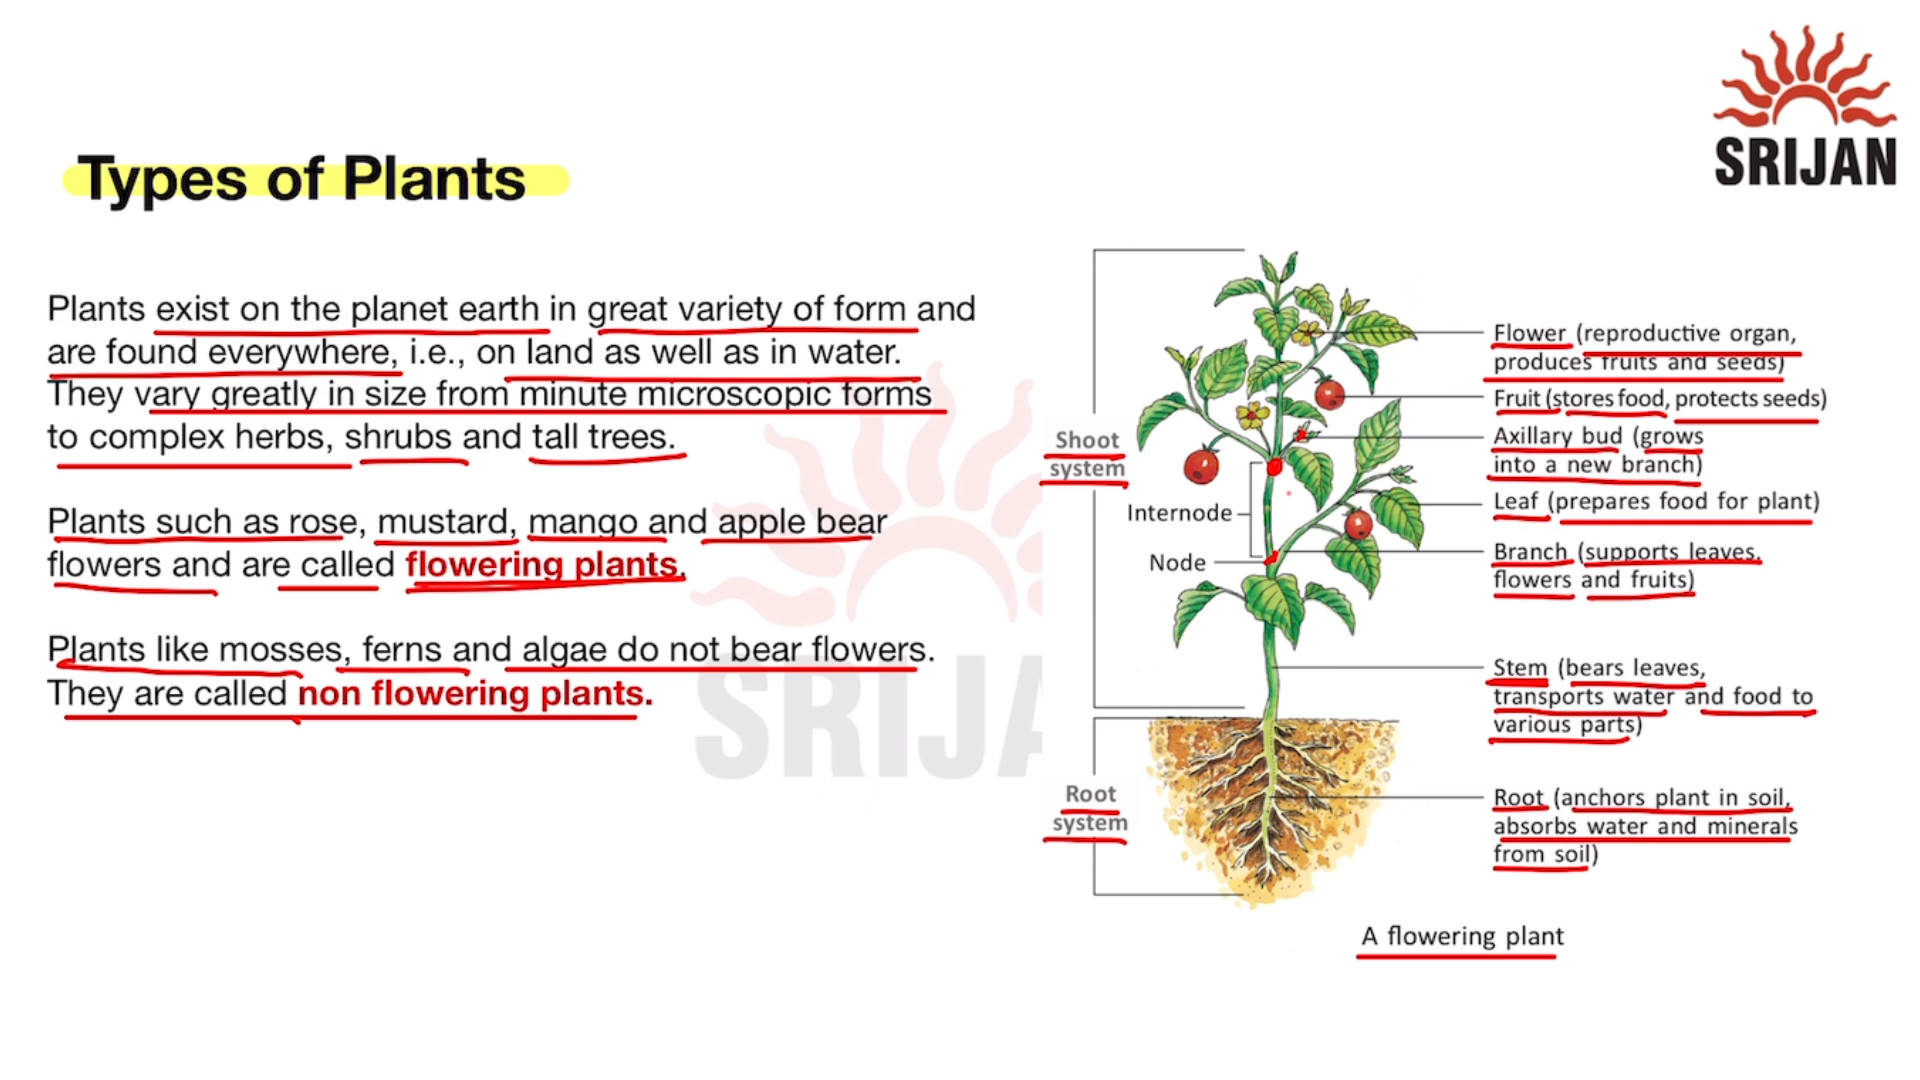 SRIJAN
Types of Plants
Plants exist on the planet earth in great variety of form and
are found everywhere, i.e., on land as well as in water.
They vary greatly in size from minute microscopic forms
to complex herbs, shrubs and tall trees.
Plants such as rose, mustard, mango and apple bear
flowers and are called flowering plants.
Plants like mosses, ferns and algae do not bear flowers.
They are called non flowering plants.
SRIJA
Shoot
system
Internode
Node
Root
system
Flower (reproductive organ,
produces fruits and seeds)
Fruit (stores food, protects seeds)
Axillary bud (grows
into a new branch)
Leaf (prepares food for plant)
Branch (supports leaves,
flowers and fruits)
Stem (bears leaves,
transports water and food to
various parts)
Root (anchors plant in soil,
absorbs water and minerals
from soil)
A flowering plant